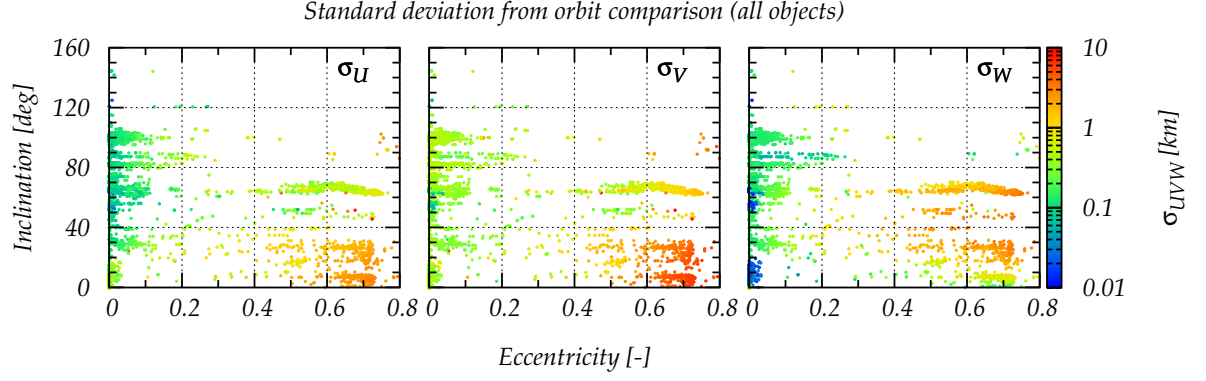 Standard deviation from orbit comparison (all objects)
160
120
80
40
0
Inclination [deg]
σU
σV
σW
0 0.2 0.4 0.6 0.8
0 0.2 0.4 0.6 0.8
0 0.2 0.4 0.6 0.8
Eccentricity [-]
10
1
0.1
0.01
σUVW [km]